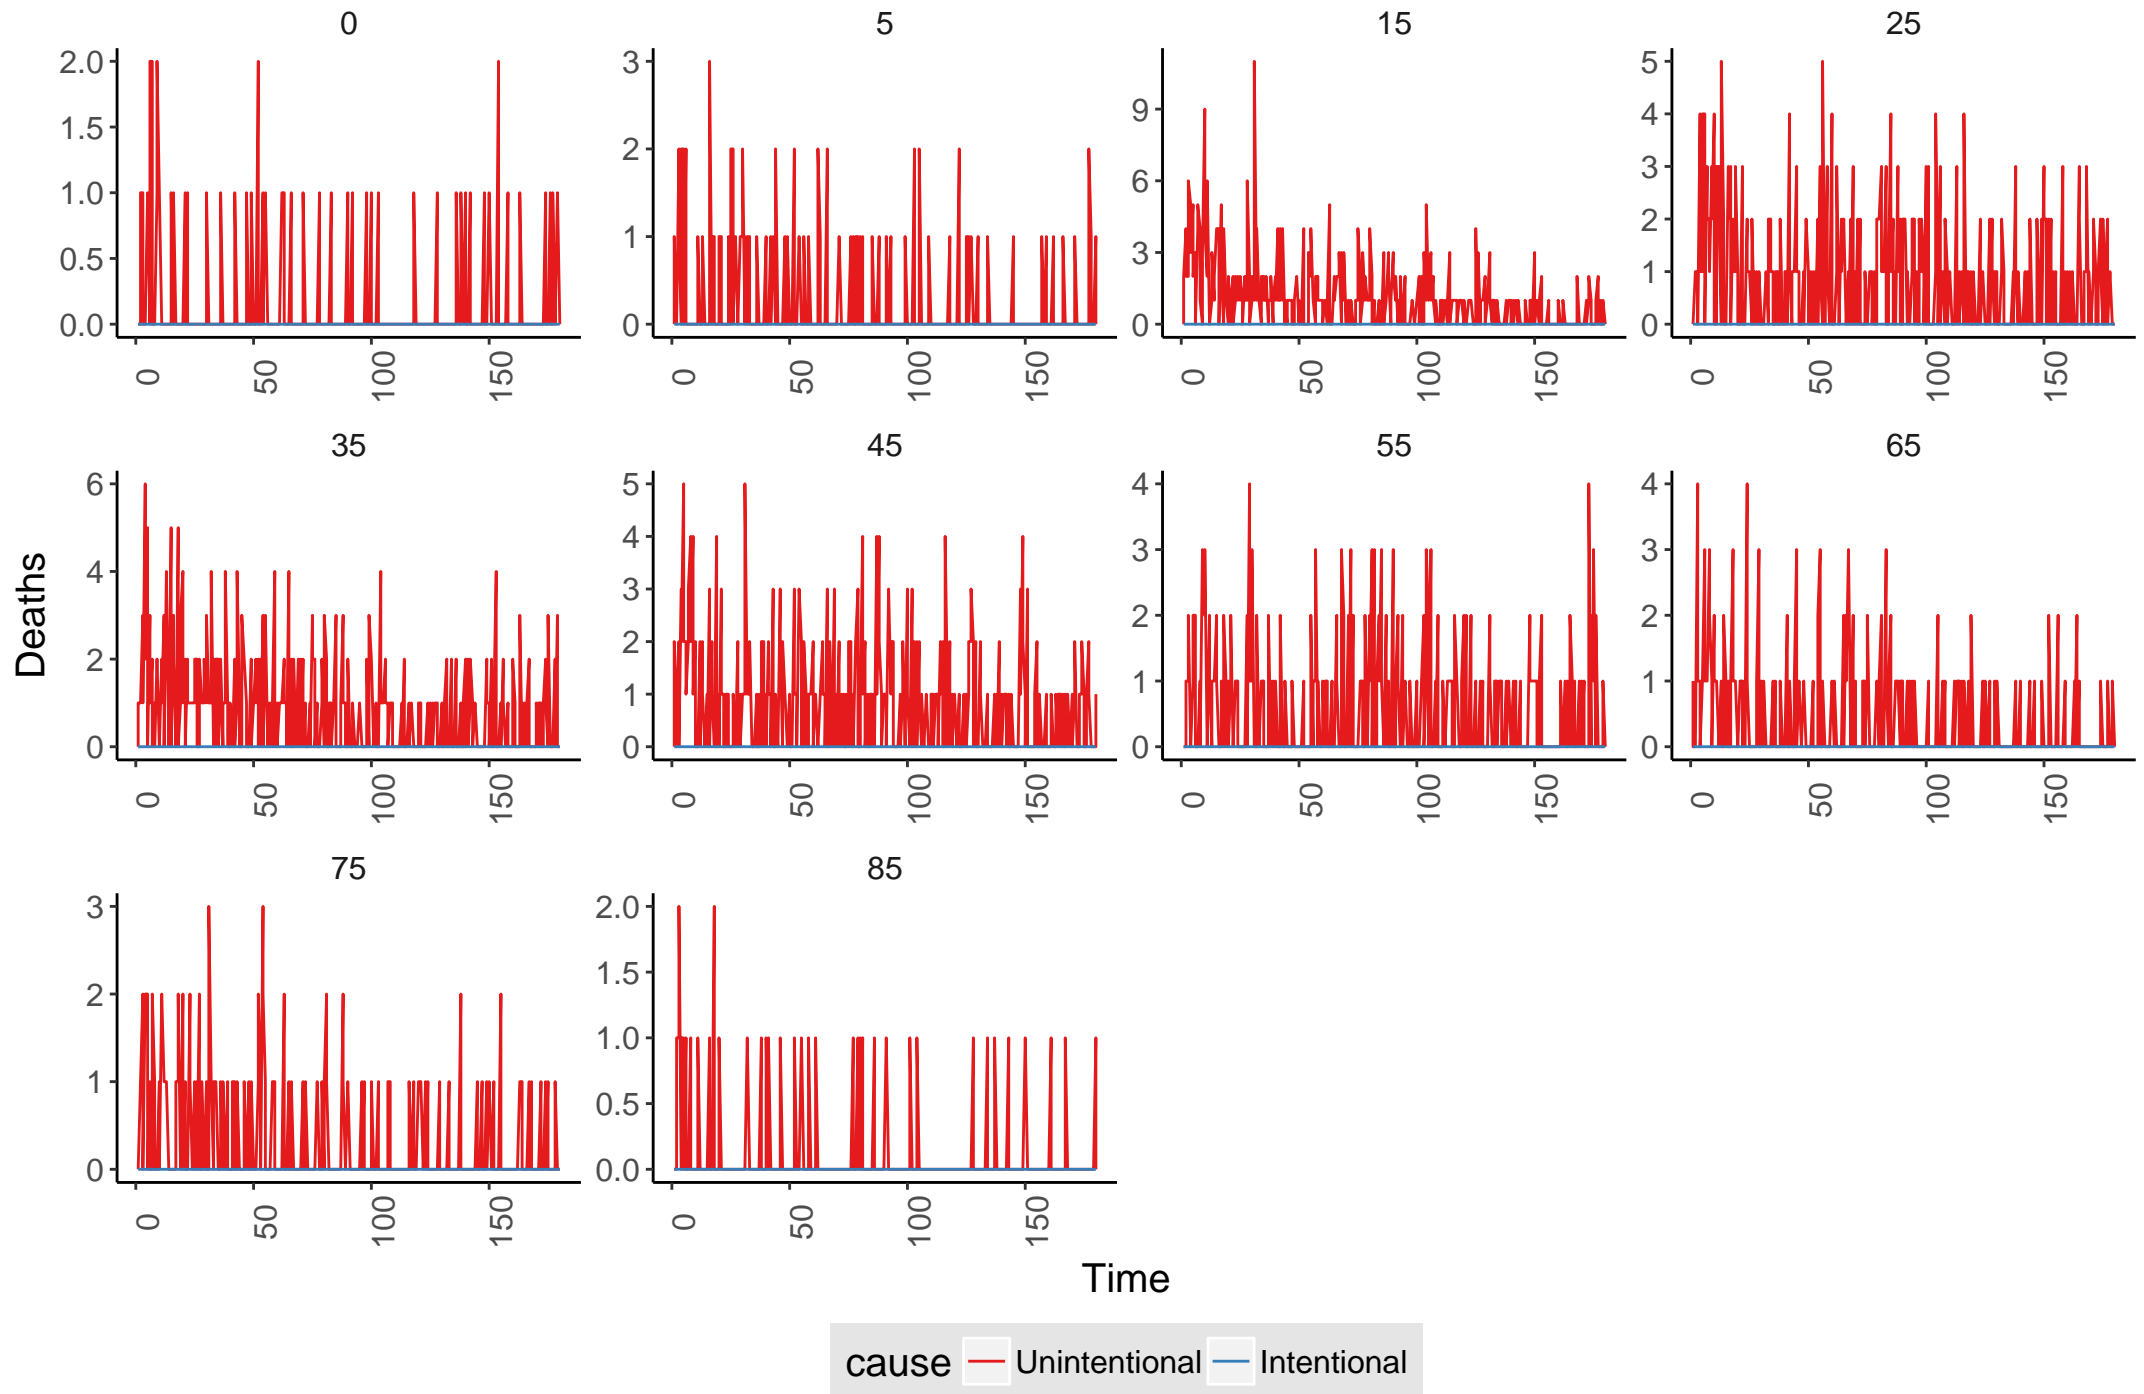 0 5 15 25
2.0 1.5 1.0 0.5 0.0
3 2 1 0
9 6 3 0
5 4 3 2 1 0
0 50 100 150 0 50 100 150 0 50 100 150 0 50 100 150
35 45 55 65
6 4 2 0
5 4 3 2 1 0
4 3 2 1 0
4 3 2 1 0
Deaths
0 50 100 150 0 50 100 150 0 50 100 150 0 50 100 150
75 85
3 2 1 0
2.0 1.5 1.0 0.5 0.0
0 50 100 150 0 50 100 150
Time
cause Unintentional Intentional